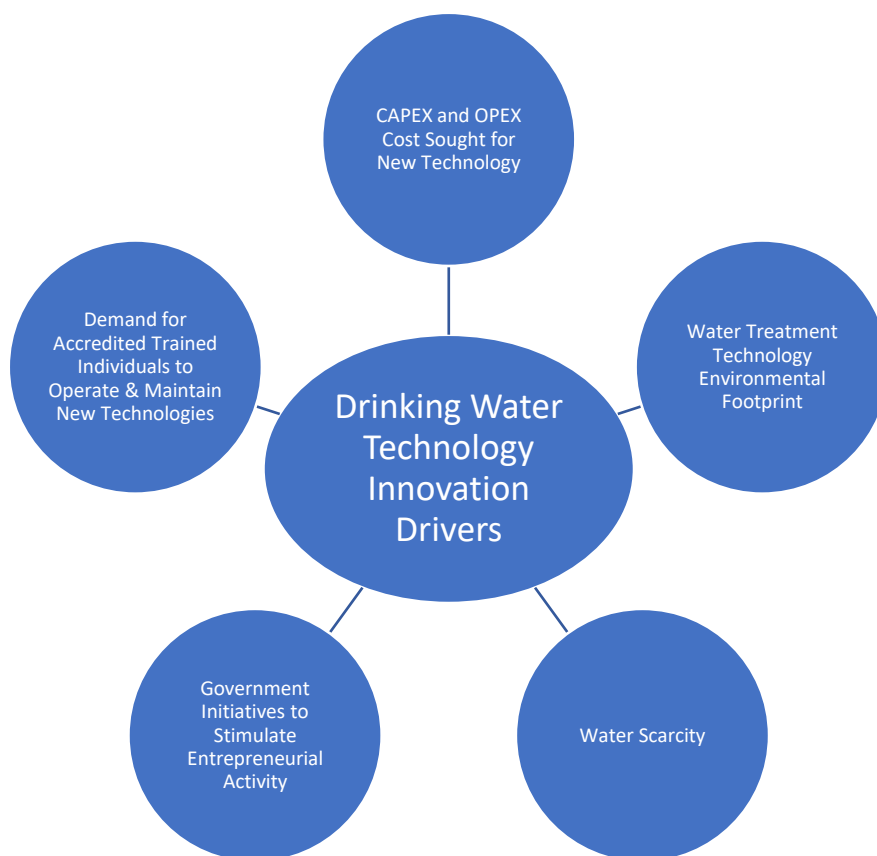 CAPEX and OPEX
Cost Sought for
New Technology
Demand for
Accredited Trained
Individuals to
Operate & Maintain
New Technologies
Water Treatment
Technology
Environmental
Footprint
Drinking Water
Technology
Innovation
Drivers
Government
Initiatives to
Stimulate
Entrepreneurial
Activity
Water Scarcity